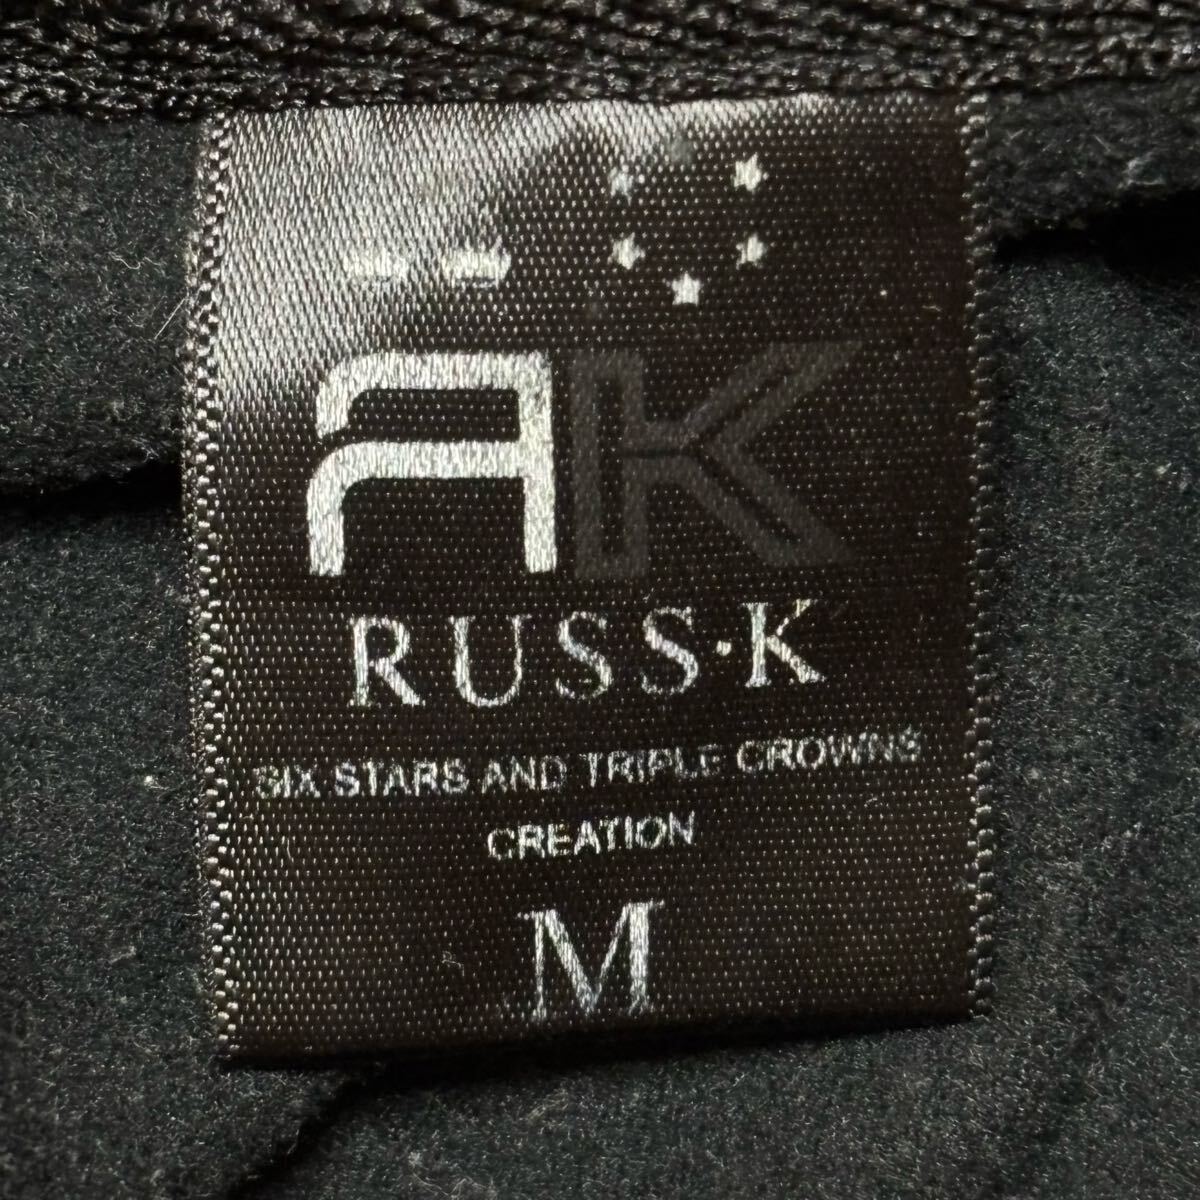 RK
RUSS·K
SIX STARS AND TRIPLE CROWNS
CREATION
M